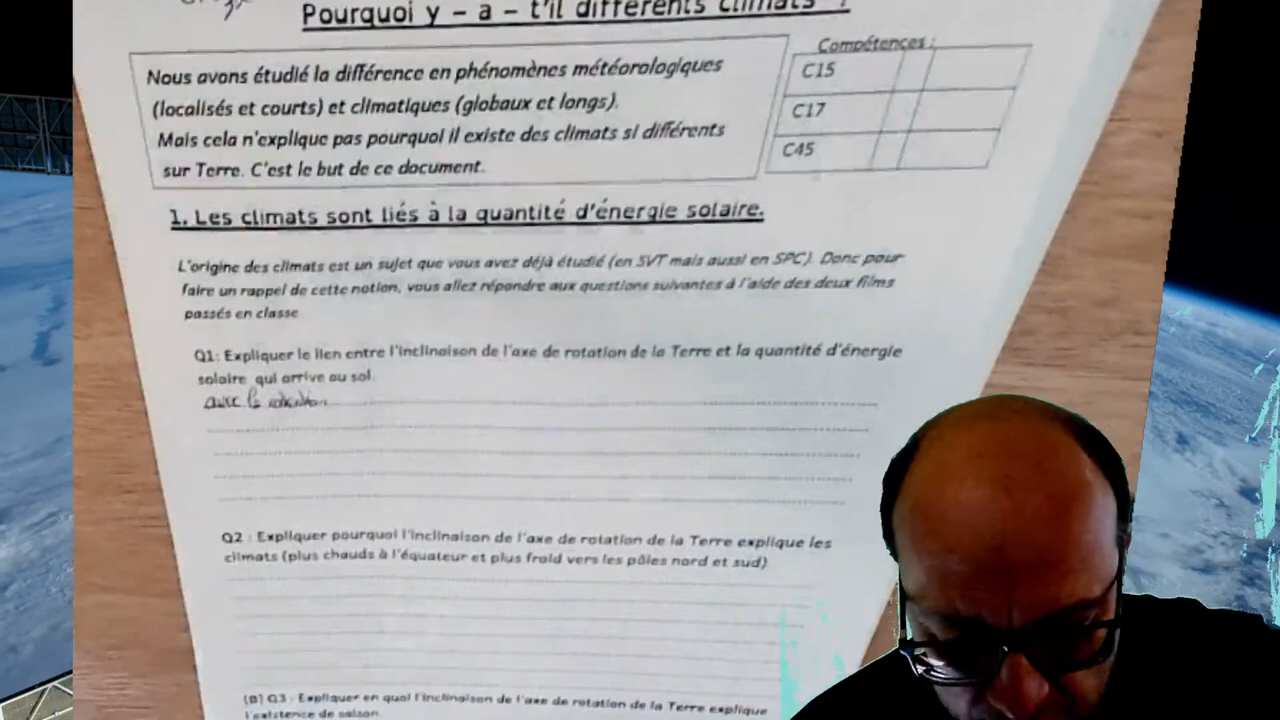 Pourquoi y – a – t'il différents climats ?
Compétences :
Nous avons étudié la différence en phénomènes météorologiques
(localisés et courts) et climatiques (globaux et longs).
Mais cela n'explique pas pourquoi il existe des climats si différents
sur Terre. C'est le but de ce document.
C15
C17
C45
1. Les climats sont liés à la quantité d'énergie solaire.
L'origine des climats est un sujet que vous avez déjà étudié (en SVT mais aussi en SPC). Donc pour
faire un rappel de cette notion, vous allez répondre aux questions suivantes à l'aide des deux films
passés en classe
Q1: Expliquer le lien entre l'inclinaison de l'axe de rotation de la Terre et la quantité d'énergie
solaire qui arrive au sol
avec la rotation
Q2 : Expliquer pourquoi l'inclinaison de l'axe de rotation de la Terre explique les
climats (plus chauds à l'équateur et plus froid vers les pôles nord et sud)
(B) Q3 : Expliquer en quoi l'inclinaison de l'axe de rotation de la Terre explique
l'existence de saison